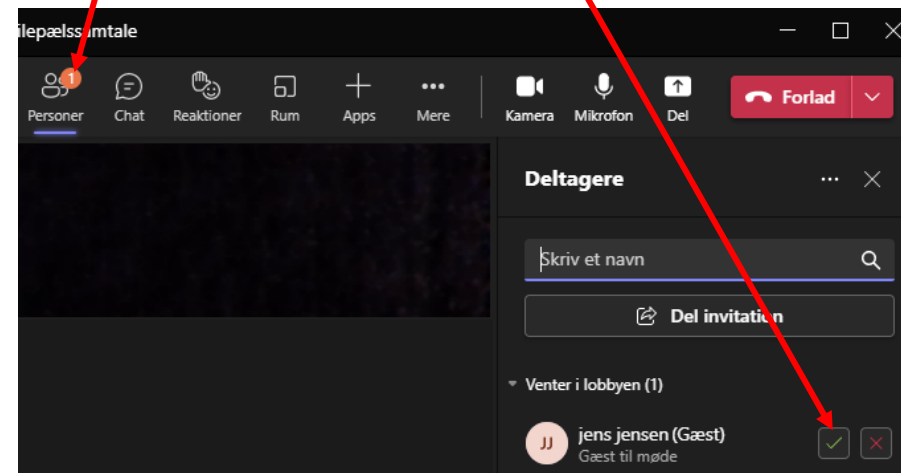 ilepælssamtale
1
Personer Chat Reaktioner Rum Apps Mere Kamera Mikrofon Del Forlad
Deltagere
Skriv et navn
Del invitation
Venter i lobbyen (1)
JJ jens jensen (Gæst)
Gæst til møde